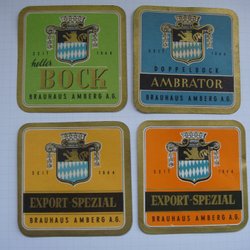 SEIT 1864
helles
BOCK
BRAUHAUS AMBERG A.G.
SEIT 1864
DOPPELBOCK
AMBRATOR
BRAUHAUS AMBERG A.G.
SEIT 1864
EXPORT-SPEZIAL
BRAUHAUS AMBERG A.G.
SEIT 1864
EXPORT-SPEZIAL
BRAUHAUS AMBERG A.G.